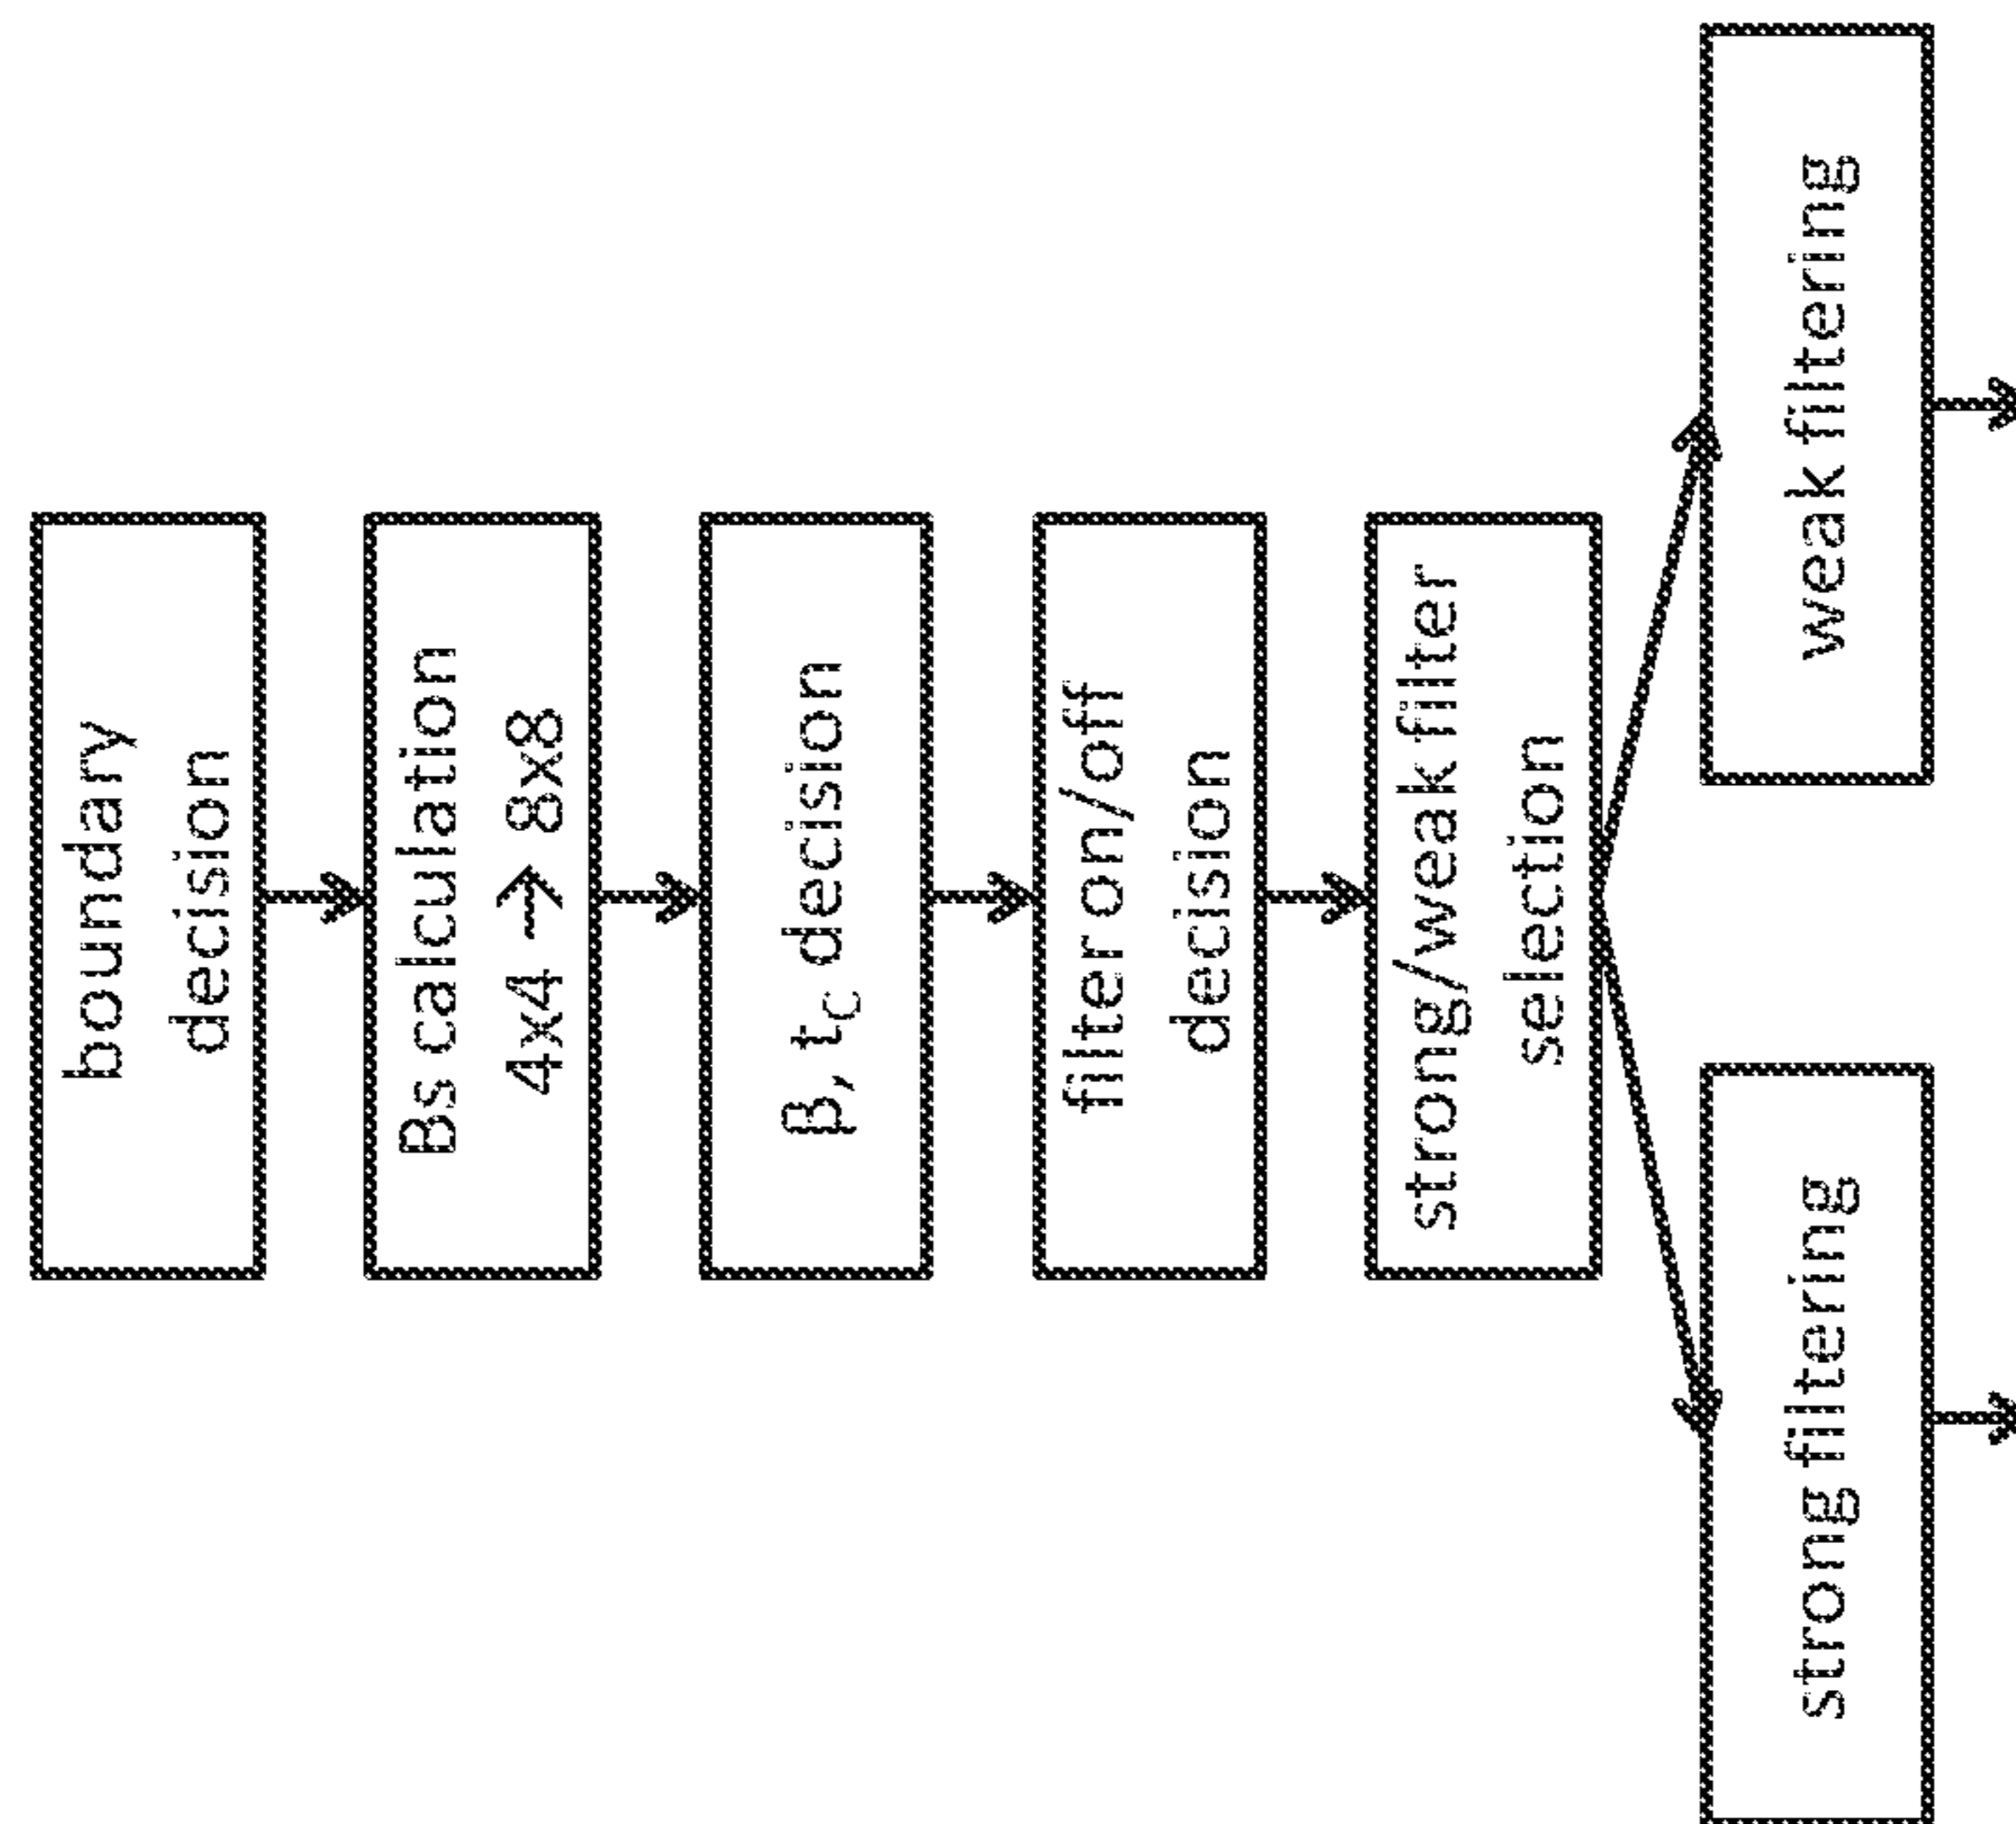 boundary
decision
Bs calculation
4x4 → 8x8
β, tC decision
filter on/off
decision
strong/weak filter
selection
strong filtering
weak filtering